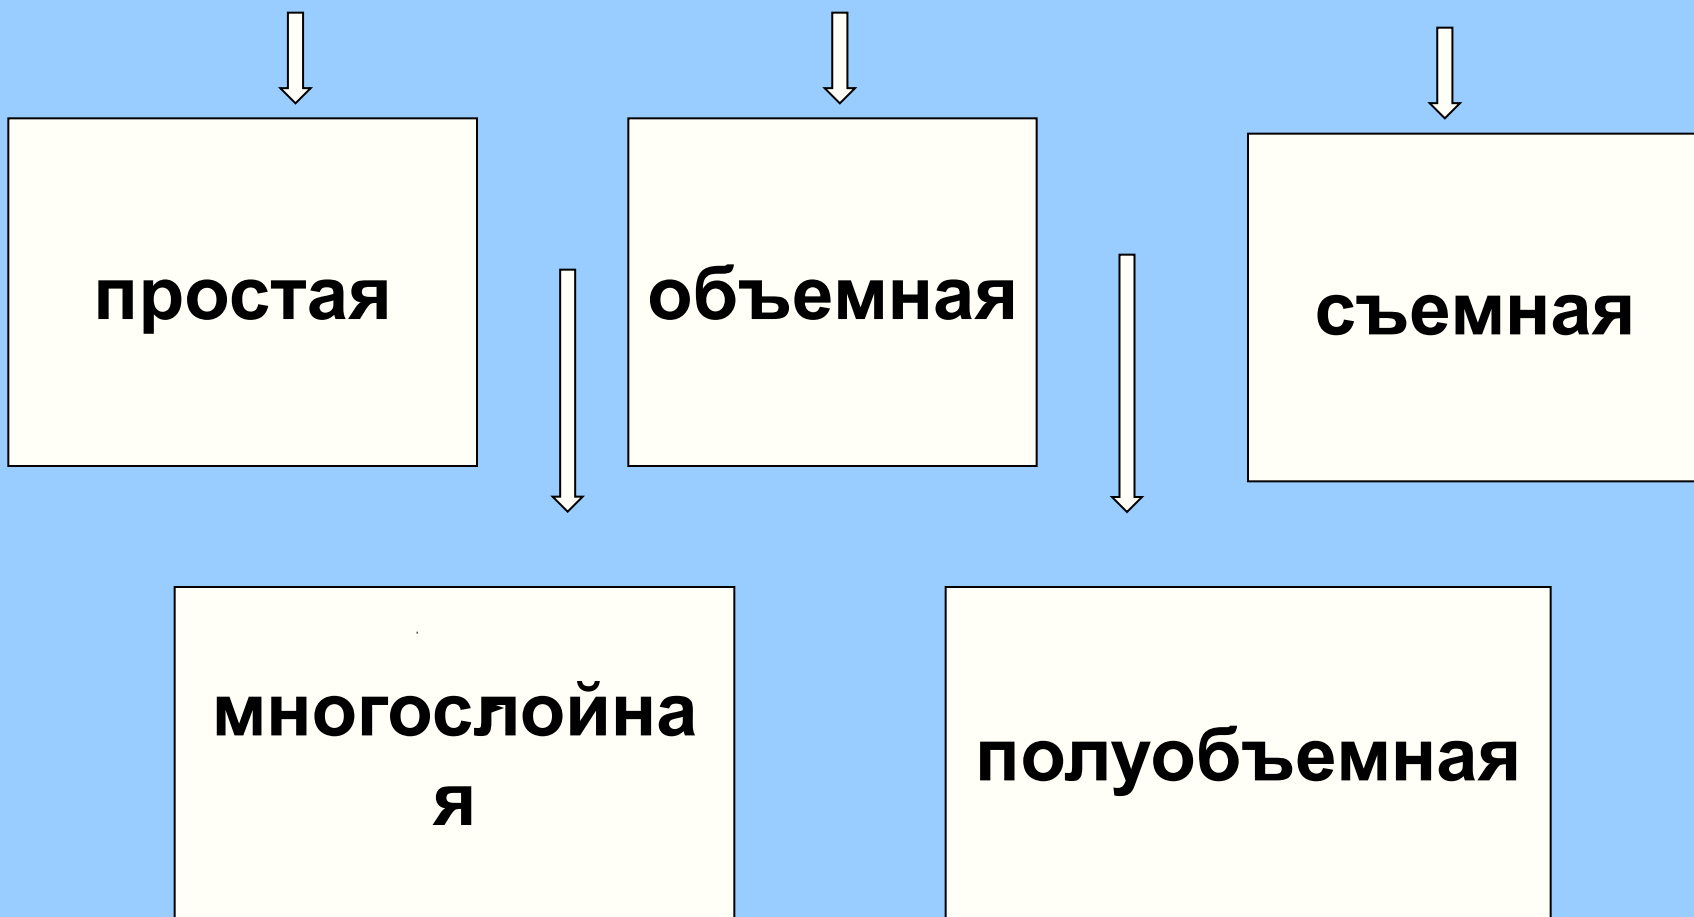 простая
объемная
съемная
многослойна
я
полуобъемная